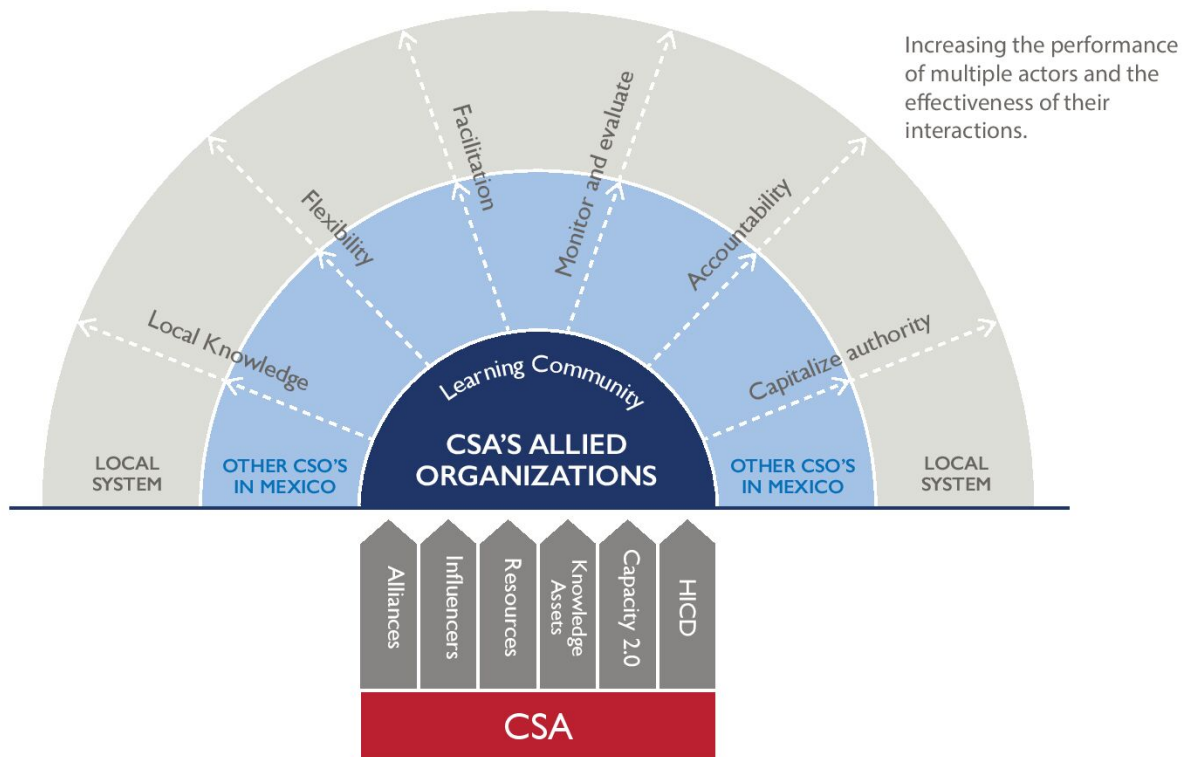 Increasing the performance
of multiple actors and the
effectiveness of their
interactions.
Local Knowledge
Flexibility
Facilitation
Monitor and evaluate
Accountability
Capitalize authority
Learning Community
CSA'S ALLIED
ORGANIZATIONS
LOCAL
SYSTEM
OTHER CSO'S
IN MEXICO
OTHER CSO'S
IN MEXICO
LOCAL
SYSTEM
Alliances
Influencers
Resources
Knowledge
Assets
Capacity 2.0
HICD
CSA